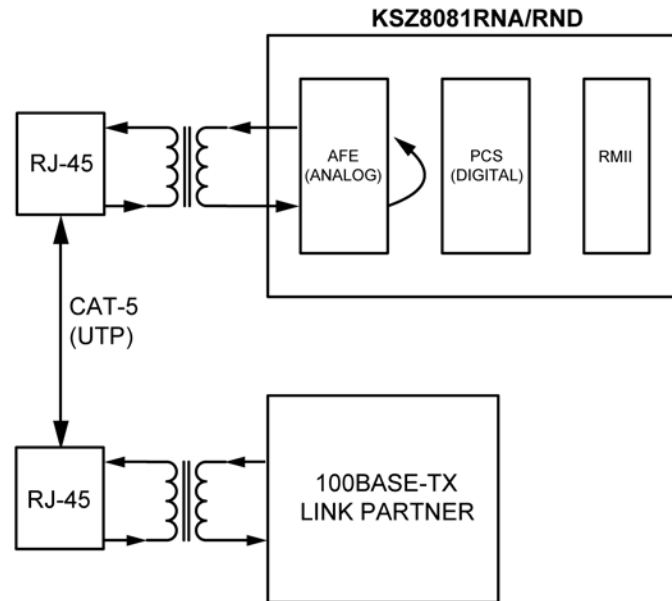 KSZ8081RNA/RND
RJ-45
AFE
(ANALOG)
PCS
(DIGITAL)
RMII
CAT-5
(UTP)
RJ-45
100BASE-TX
LINK PARTNER